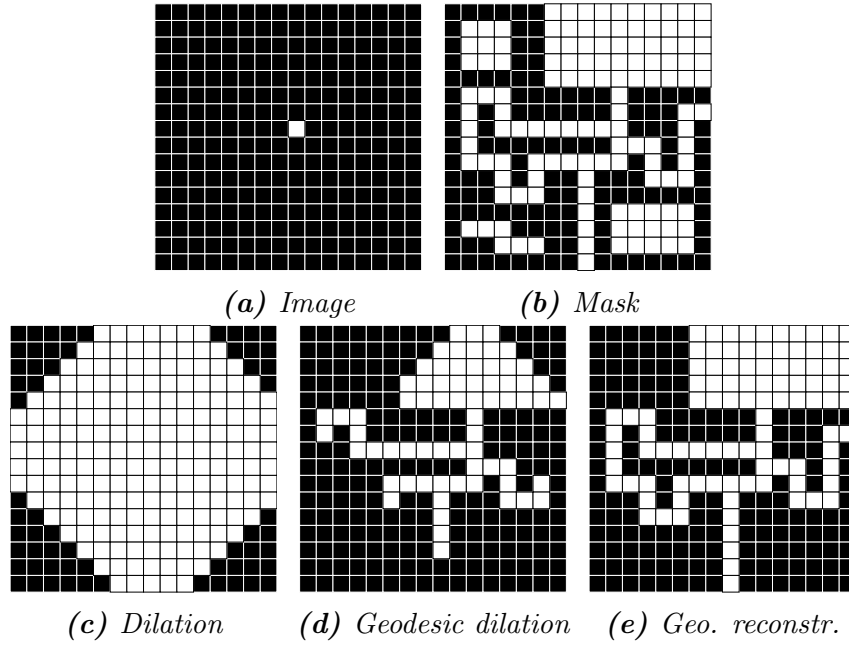 (a) Image
(b) Mask
(c) Dilation
(d) Geodesic dilation
(e) Geo. reconstr.